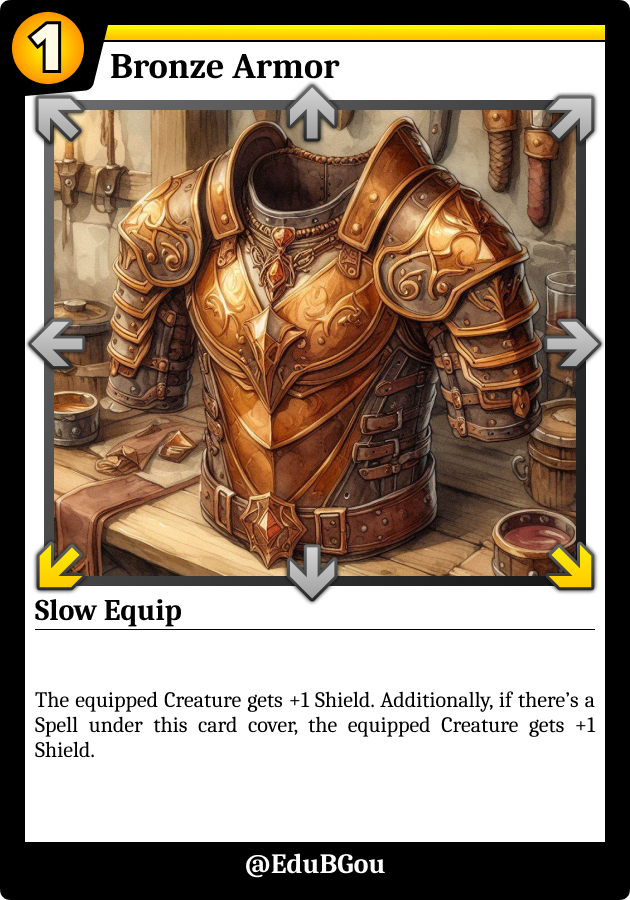 1
Bronze Armor
Slow Equip
The equipped Creature gets +1 Shield. Additionally, if there’s a
Spell under this card cover, the equipped Creature gets +1
Shield.
@EduBGou